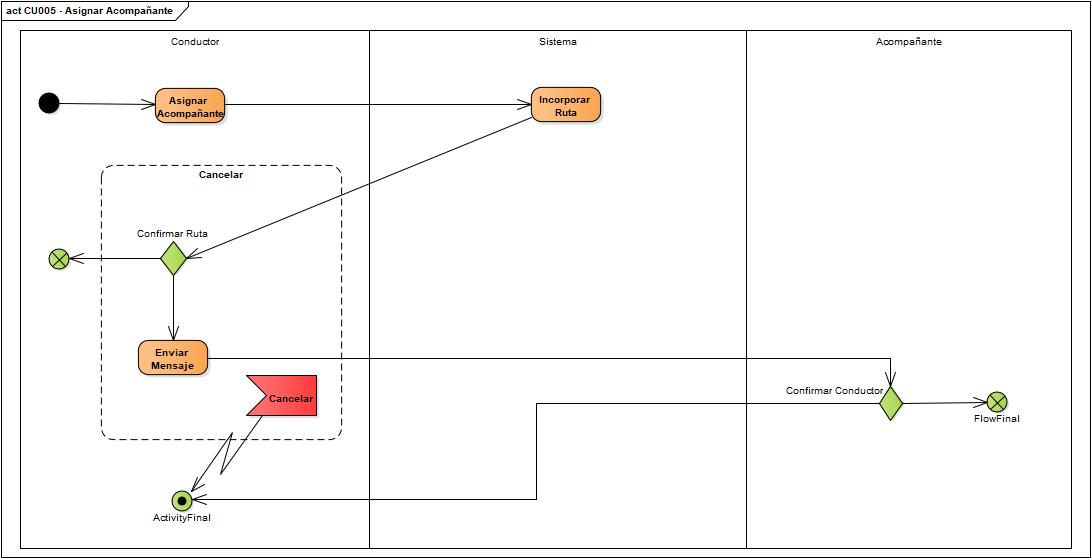 act CU005 - Asignar Acompañante
Conductor
Sistema
Acompañante
Asignar
Acompañante
Incorporar
Ruta
Cancelar
Confirmar Ruta
Enviar
Mensaje
Cancelar
Confirmar Conductor
FlowFinal
ActivityFinal